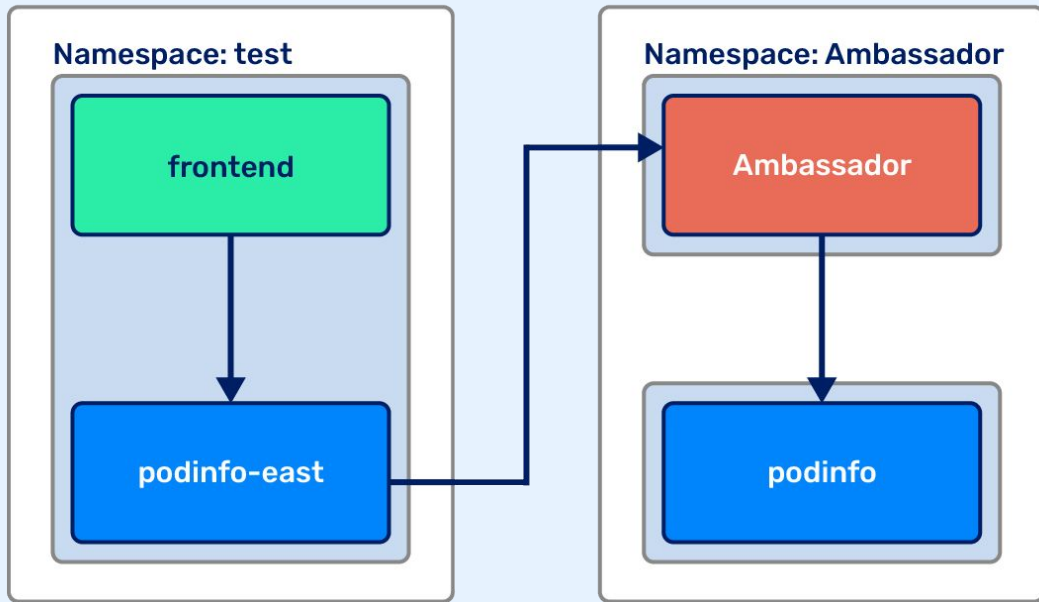 Namespace: test
frontend
podinfo-east
Namespace: Ambassador
Ambassador
podinfo